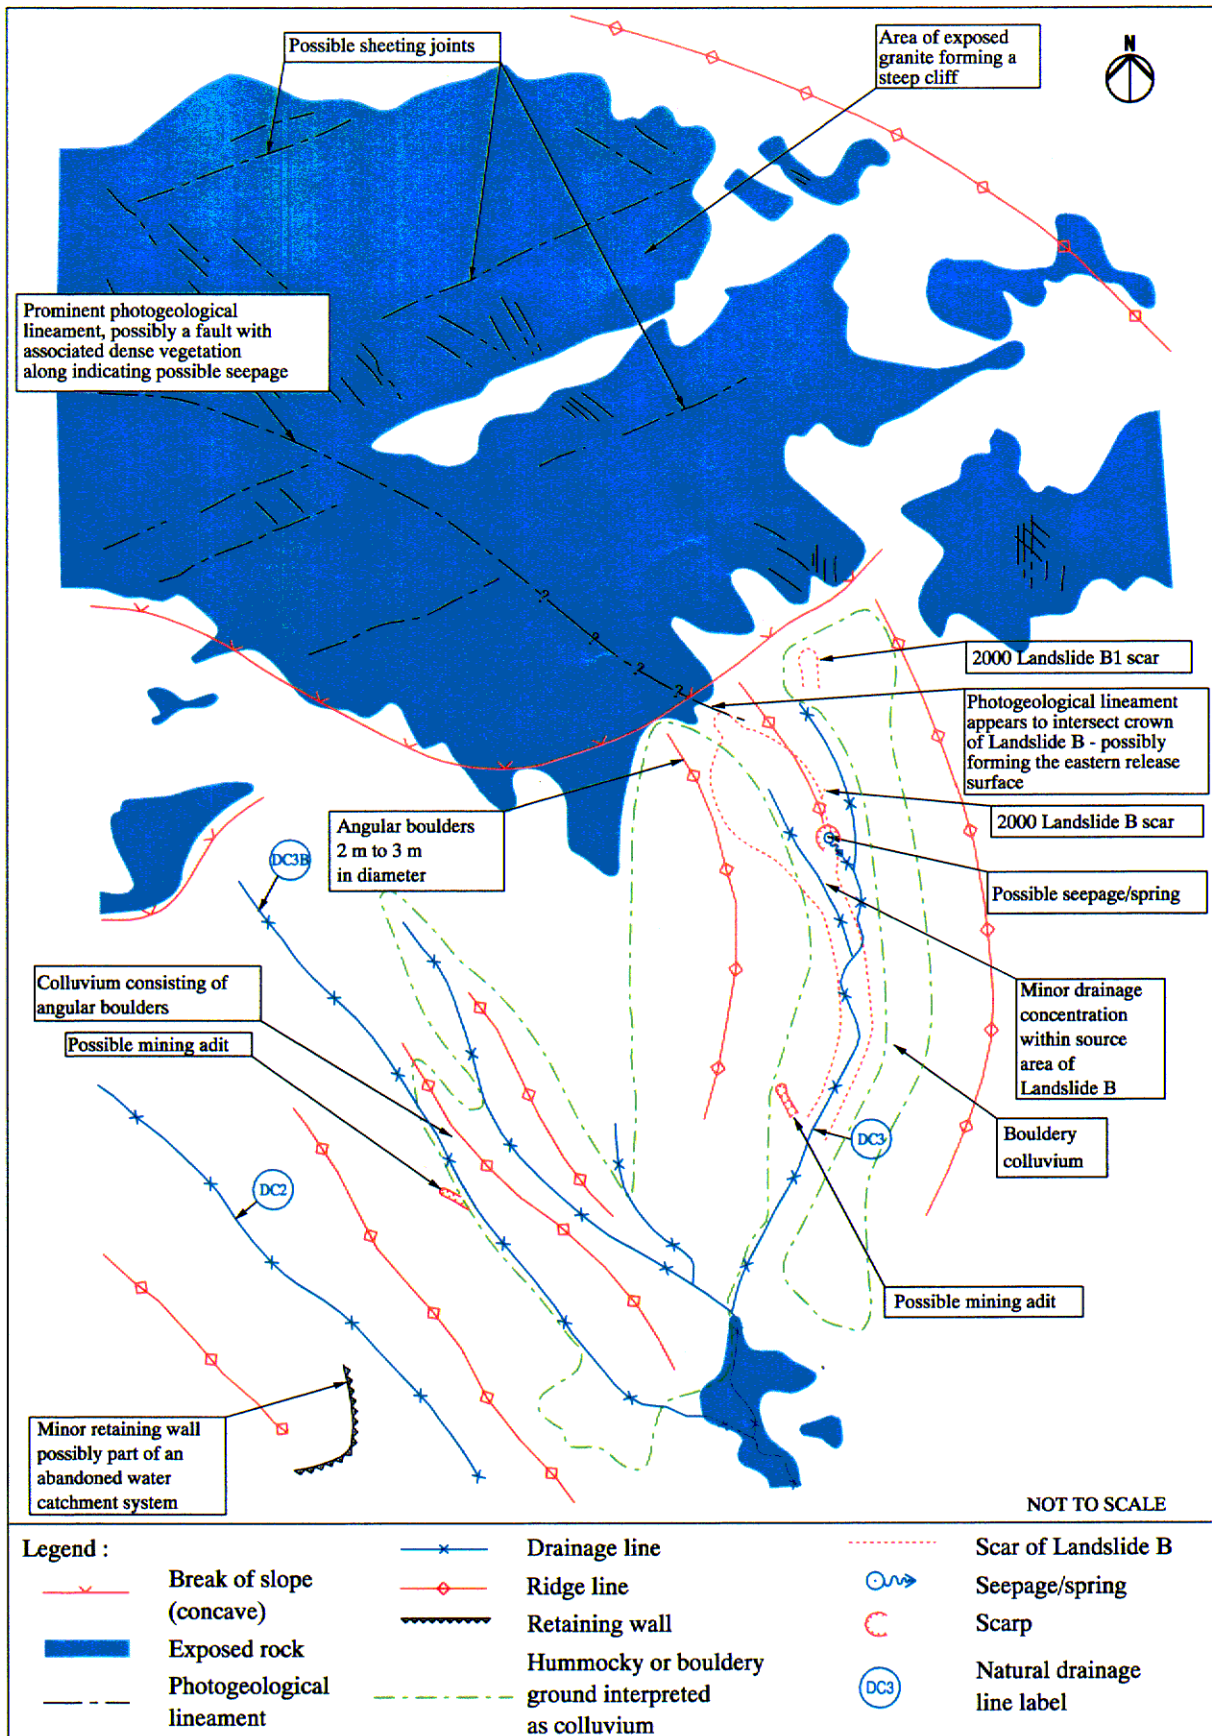 Possible sheeting joints
Area of exposed
granite forming a
steep cliff
N
Prominent photogeological
lineament, possibly a fault with
associated dense vegetation
along indicating possible seepage
?
?
?
?
2000 Landslide B1 scar
Photogeological lineament
appears to intersect crown
of Landslide B - possibly
forming the eastern release
surface
2000 Landslide B scar
Angular boulders
2 m to 3 m
in diameter
DC3B
Possible seepage/spring
Colluvium consisting of
angular boulders
Possible mining adit
Minor drainage
concentration
within source
area of
Landslide B
DC3
Bouldery
colluvium
DC2
Possible mining adit
Minor retaining wall
possibly part of an
abandoned water
catchment system
NOT TO SCALE
Legend :
Break of slope
(concave)
Exposed rock
Photogeological
lineament
Drainage line
Ridge line
Retaining wall
Hummocky or bouldery
ground interpreted
as colluvium
Scar of Landslide B
Seepage/spring
Scarp
DC3
Natural drainage
line label